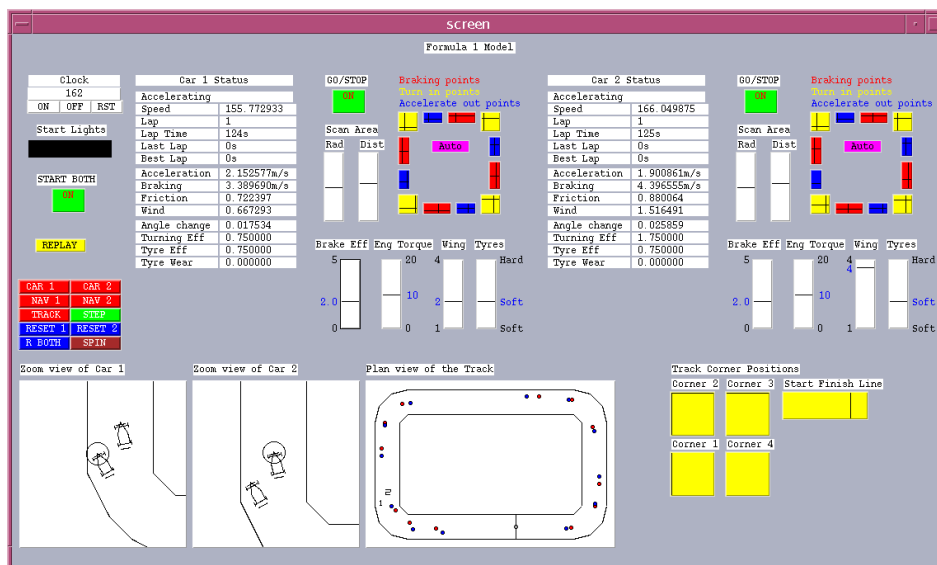 screen
Formula 1 Model
Clock
162
ON OFF RST
Start Lights
START BOTH
ON
REPLAY
CAR 1 CAR 2
NAV 1 NAV 2
TRACK STEP
RESET 1 RESET 2
R BOTH SPIN
Car 1 Status
Accelerating
Speed 155.772933
Lap 1
Lap Time 124s
Last Lap 0s
Best Lap 0s
Acceleration 2.152577m/s
Braking 3.389690m/s
Friction 0.722397
Wind 0.667293
Angle change 0.017534
Turning Eff 0.750000
Tyre Eff 0.750000
Tyre Wear 0.000000
GO/STOP
ON
Scan Area
Rad Dist
Braking points
Turn in points
Accelerate out points
Auto
Brake Eff Eng Torque Wing Tyres
5 20 4 Hard
2.0 10 2 Soft
0 0 1 Soft
Car 2 Status
Accelerating
Speed 166.049875
Lap 1
Lap Time 125s
Last Lap 0s
Best Lap 0s
Acceleration 1.900861m/s
Braking 4.396555m/s
Friction 0.880064
Wind 1.516491
Angle change 0.025859
Turning Eff 1.750000
Tyre Eff 0.750000
Tyre Wear 0.000000
GO/STOP
ON
Scan Area
Rad Dist
Braking points
Turn in points
Accelerate out points
Auto
Brake Eff Eng Torque Wing Tyres
5 20 4 Hard
4
2.0 10 Soft
0 0 1 Soft
Zoom view of Car 1
Zoom view of Car 2
Plan view of the Track
2
1
Track Corner Positions
Corner 2 Corner 3 Start Finish Line
Corner 1 Corner 4